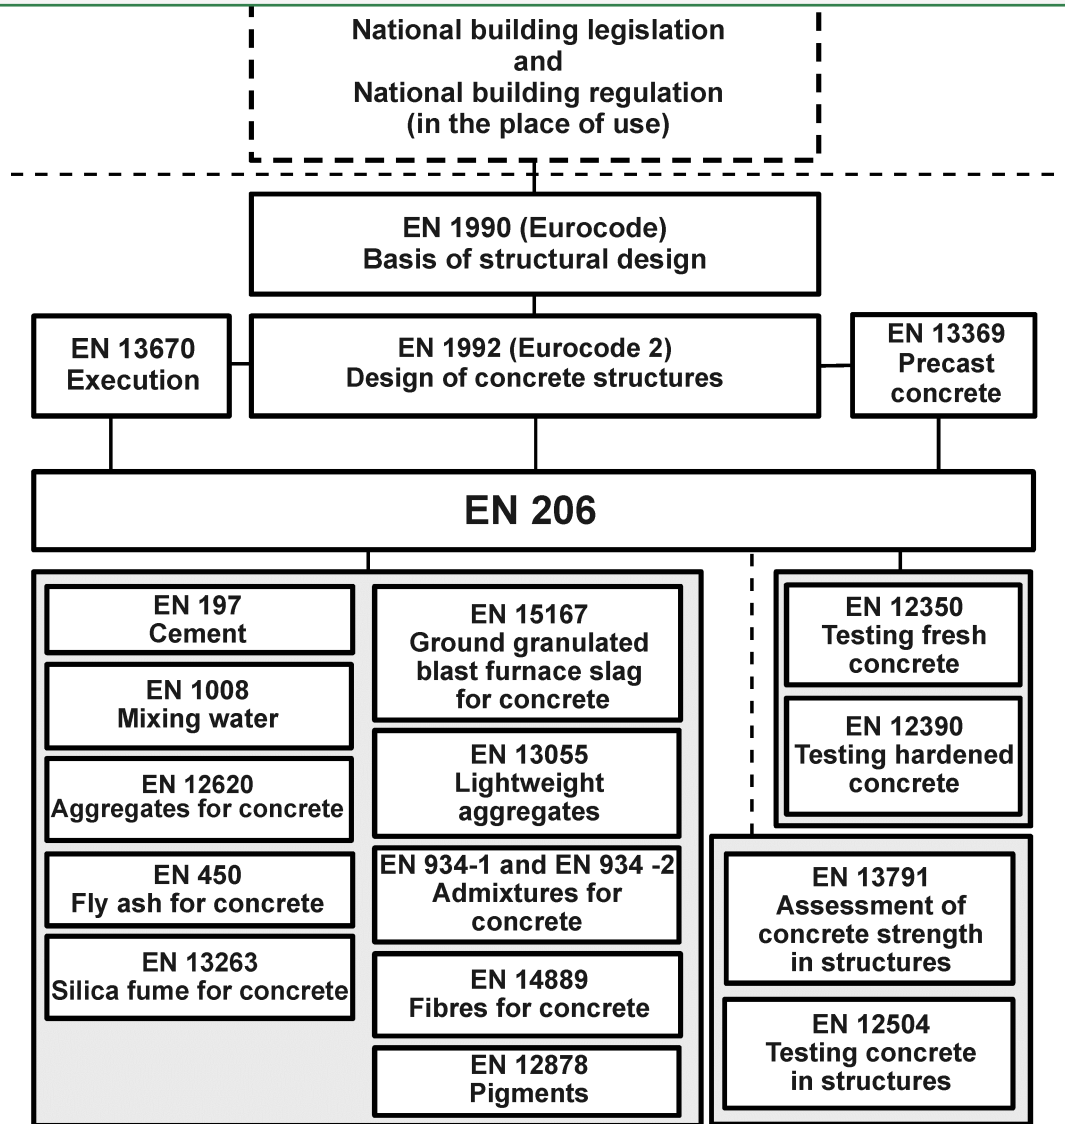 National building legislation
and
National building regulation
(in the place of use)
EN 1990 (Eurocode)
Basis of structural design
EN 13670
Execution
EN 1992 (Eurocode 2)
Design of concrete structures
EN 13369
Precast
concrete
EN 206
EN 197
Cement
EN 1008
Mixing water
EN 12620
Aggregates for concrete
EN 450
Fly ash for concrete
EN 13263
Silica fume for concrete
EN 15167
Ground granulated
blast furnace slag
for concrete
EN 13055
Lightweight
aggregates
EN 934-1 and EN 934 -2
Admixtures for
concrete
EN 14889
Fibres for concrete
EN 12878
Pigments
EN 12350
Testing fresh
concrete
EN 12390
Testing hardened
concrete
EN 13791
Assessment of
concrete strength
in structures
EN 12504
Testing concrete
in structures